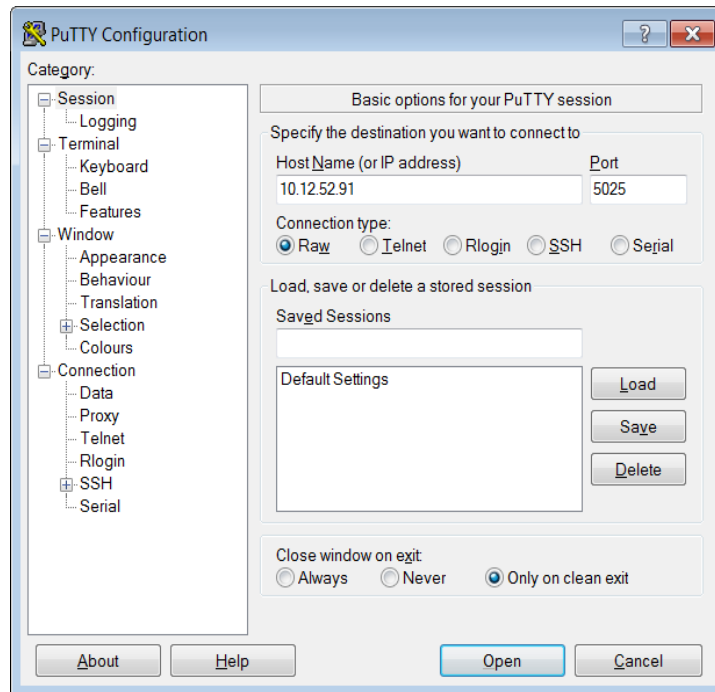 PuTTY Configuration
Category:
Session
Logging
Terminal
Keyboard
Bell
Features
Window
Appearance
Behaviour
Translation
Selection
Colours
Connection
Data
Proxy
Telnet
Rlogin
SSH
Serial
Basic options for your PuTTY session
Specify the destination you want to connect to
Host Name (or IP address) Port
10.12.52.91 5025
Connection type:
Raw Telnet Rlogin SSH Serial
Load, save or delete a stored session
Saved Sessions
Default Settings
Load
Save
Delete
Close window on exit:
Always Never Only on clean exit
About Help Open Cancel